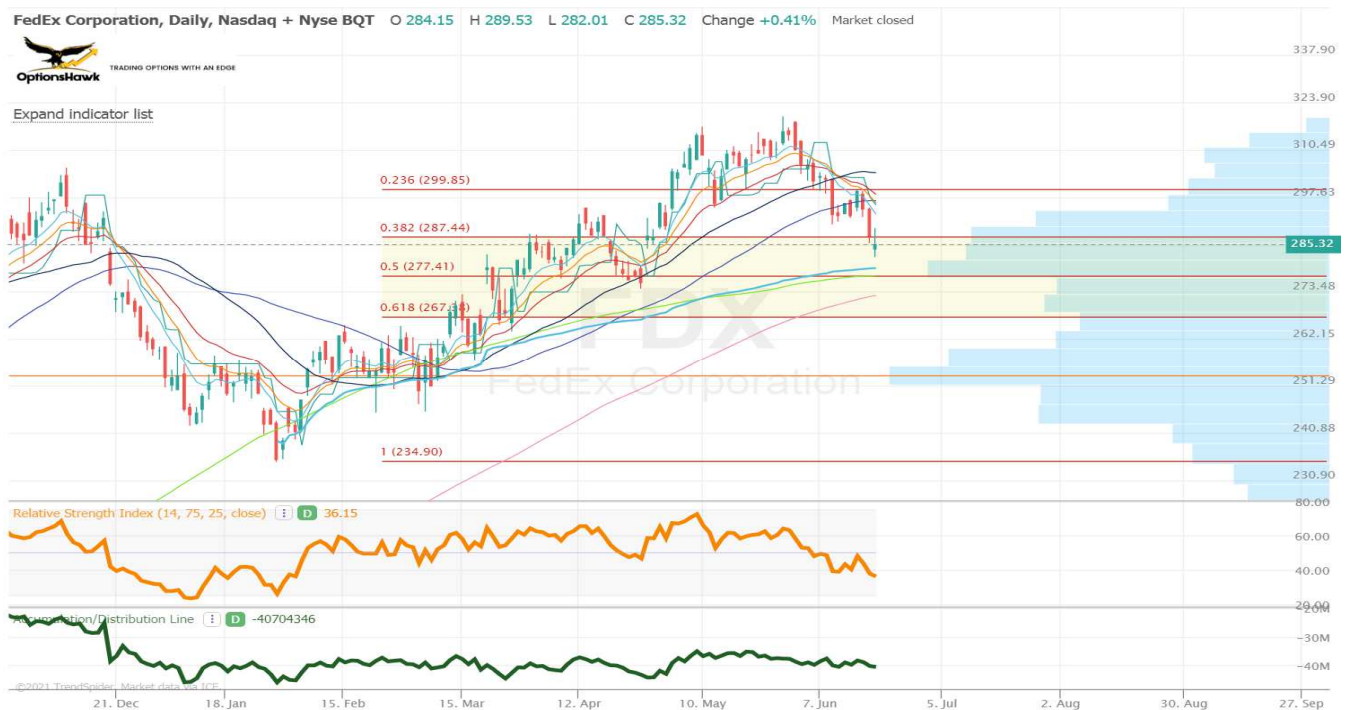 FedEx Corporation, Daily, Nasdaq + Nyse BQT O 284.15 H 289.53 L 282.01 C 285.32 Change +0.41% Market closed
OptionsHawk TRADING OPTIONS WITH AN EDGE
Expand indicator list
337.90
323.90
310.49
297.63
285.32
273.48
262.15
251.29
240.88
230.90
0.236 (299.85)
0.382 (287.44)
0.5 (277.41)
0.618 (267.38)
1 (234.90)
FDX
FedEx Corporation
80.00
Relative Strength Index (14, 75, 25, close) D 36.15
60.00
40.00
20.00
-20M
Accumulation/Distribution Line D -40704346
-30M
-40M
©2021 TrendSpider, Market data via ICE
21. Dec 18. Jan 15. Feb 15. Mar 12. Apr 10. May 7. Jun 5. Jul 2. Aug 30. Aug 27. Sep